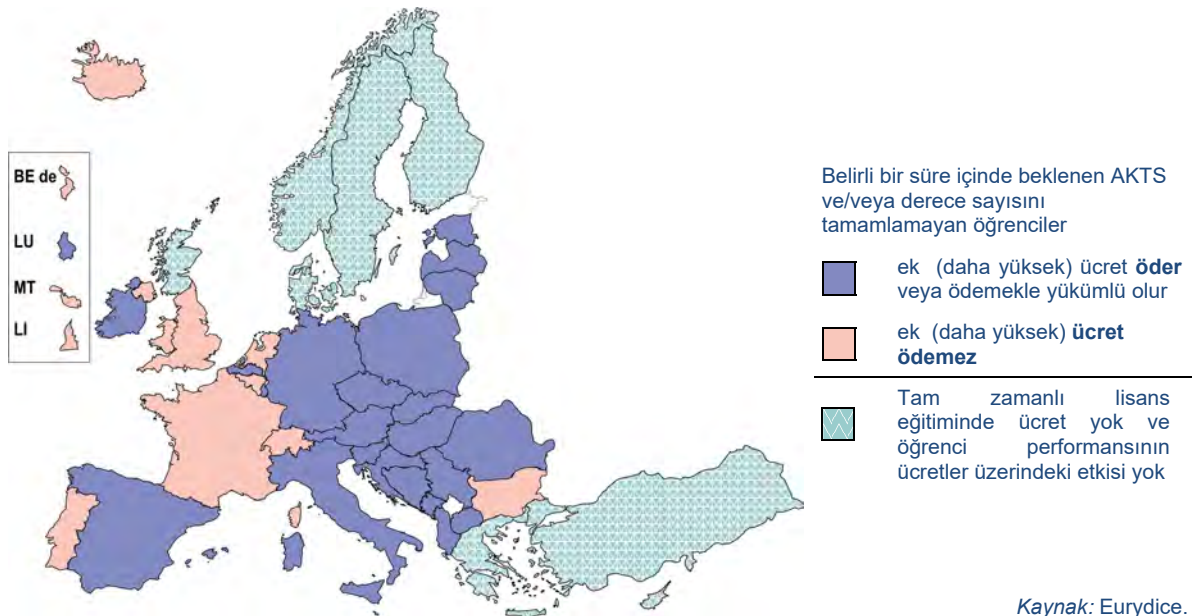 BE de
LU
MT
LI
Belirli bir süre içinde beklenen AKTS
ve/veya derece sayısını
tamamlamayan öğrenciler
ek (daha yüksek) ücret öder
veya ödemekle yükümlü olur
ek (daha yüksek) ücret
ödemez
Tam zamanlı lisans
eğitiminde ücret yok ve
öğrenci performansının
ücretler üzerindeki etkisi yok
Kaynak: Eurydice.